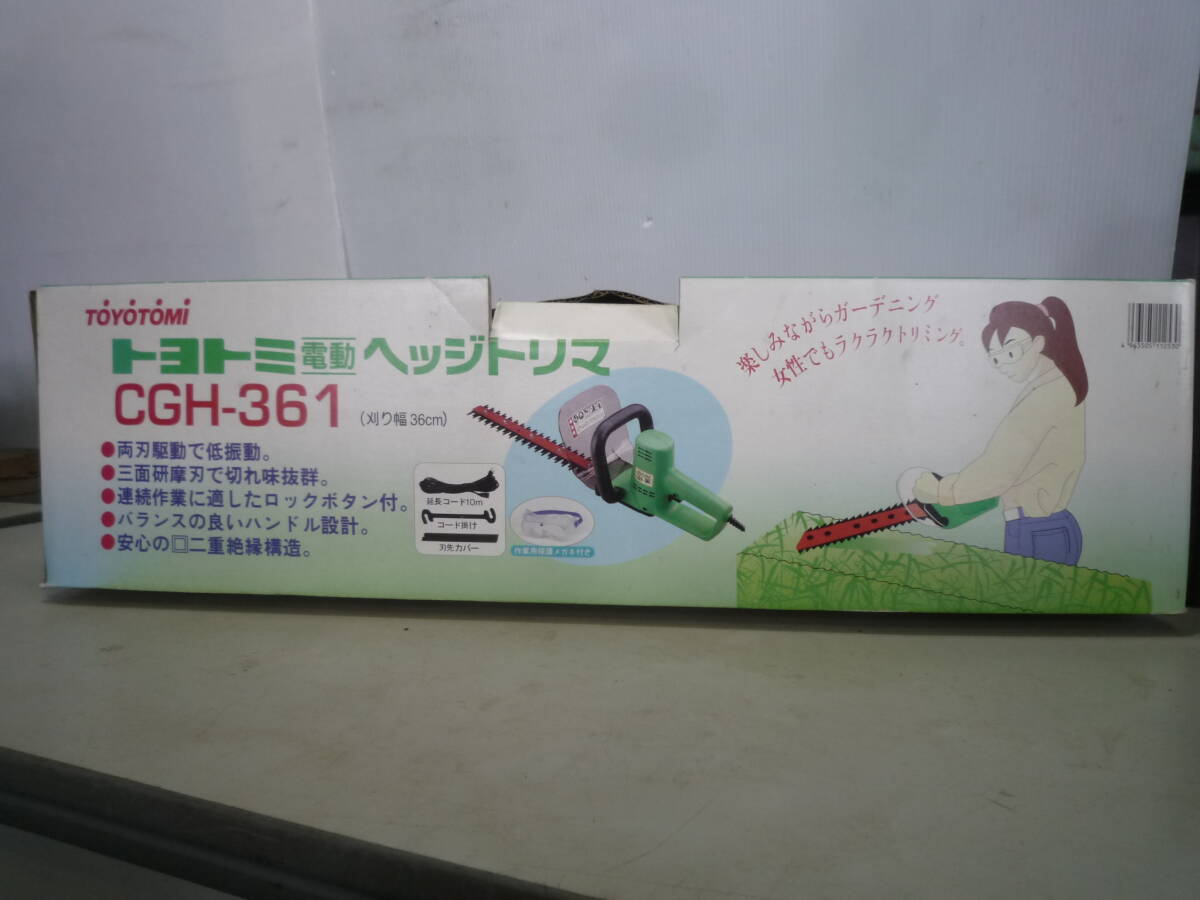 TOYOTOMI
トヨトミ電動ヘッジトリマ
CGH-361 (刈り幅36cm)
●両刃駆動で低振動。
●三面研摩刃で切れ味抜群。
●連続作業に適したロックボタン付。
●バランスの良いハンドル設計。
●安心の回二重絶縁構造。
延長コード10m
コード掛け
刃先カバー
作業用保護メガネ付き
楽しみながらガーデニング
女性でもラクラクトリミング。